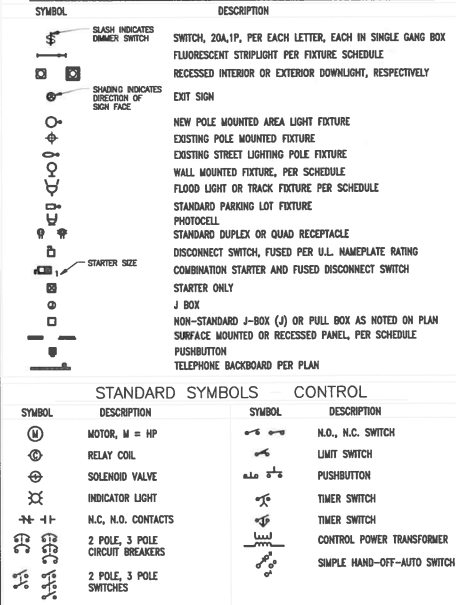 SYMBOL DESCRIPTION
SLASH INDICATES
DIMMER SWITCH
$
SWITCH, 20A,1P, PER EACH LETTER, EACH IN SINGLE GANG BOX
FLUORESCENT STRIPLIGHT PER FIXTURE SCHEDULE
RECESSED INTERIOR OR EXTERIOR DOWNLIGHT, RESPECTIVELY
SHADING INDICATES
DIRECTION OF
SIGN FACE
EXIT SIGN
NEW POLE MOUNTED AREA LIGHT FIXTURE
EXISTING POLE MOUNTED FIXTURE
EXISTING STREET LIGHTING POLE FIXTURE
WALL MOUNTED FIXTURE, PER SCHEDULE
FLOOD LIGHT OR TRACK FIXTURE PER SCHEDULE
STANDARD PARKING LOT FIXTURE
PHOTOCELL
STANDARD DUPLEX OR QUAD RECEPTACLE
DISCONNECT SWITCH, FUSED PER U.L. NAMEPLATE RATING
STARTER SIZE
1
COMBINATION STARTER AND FUSED DISCONNECT SWITCH
STARTER ONLY
J BOX
NON-STANDARD J-BOX (J) OR PULL BOX AS NOTED ON PLAN
SURFACE MOUNTED OR RECESSED PANEL, PER SCHEDULE
PUSHBUTTON
TELEPHONE BACKBOARD PER PLAN
STANDARD SYMBOLS - CONTROL
SYMBOL DESCRIPTION SYMBOL DESCRIPTION
M MOTOR, M = HP N.O., N.C. SWITCH
C RELAY COIL LIMIT SWITCH
SOLENOID VALVE PUSHBUTTON
INDICATOR LIGHT TIMER SWITCH
N.C, N.O. CONTACTS TIMER SWITCH
2 POLE, 3 POLE
CIRCUIT BREAKERS
CONTROL POWER TRANSFORMER
SIMPLE HAND-OFF-AUTO SWITCH
2 POLE, 3 POLE
SWITCHES